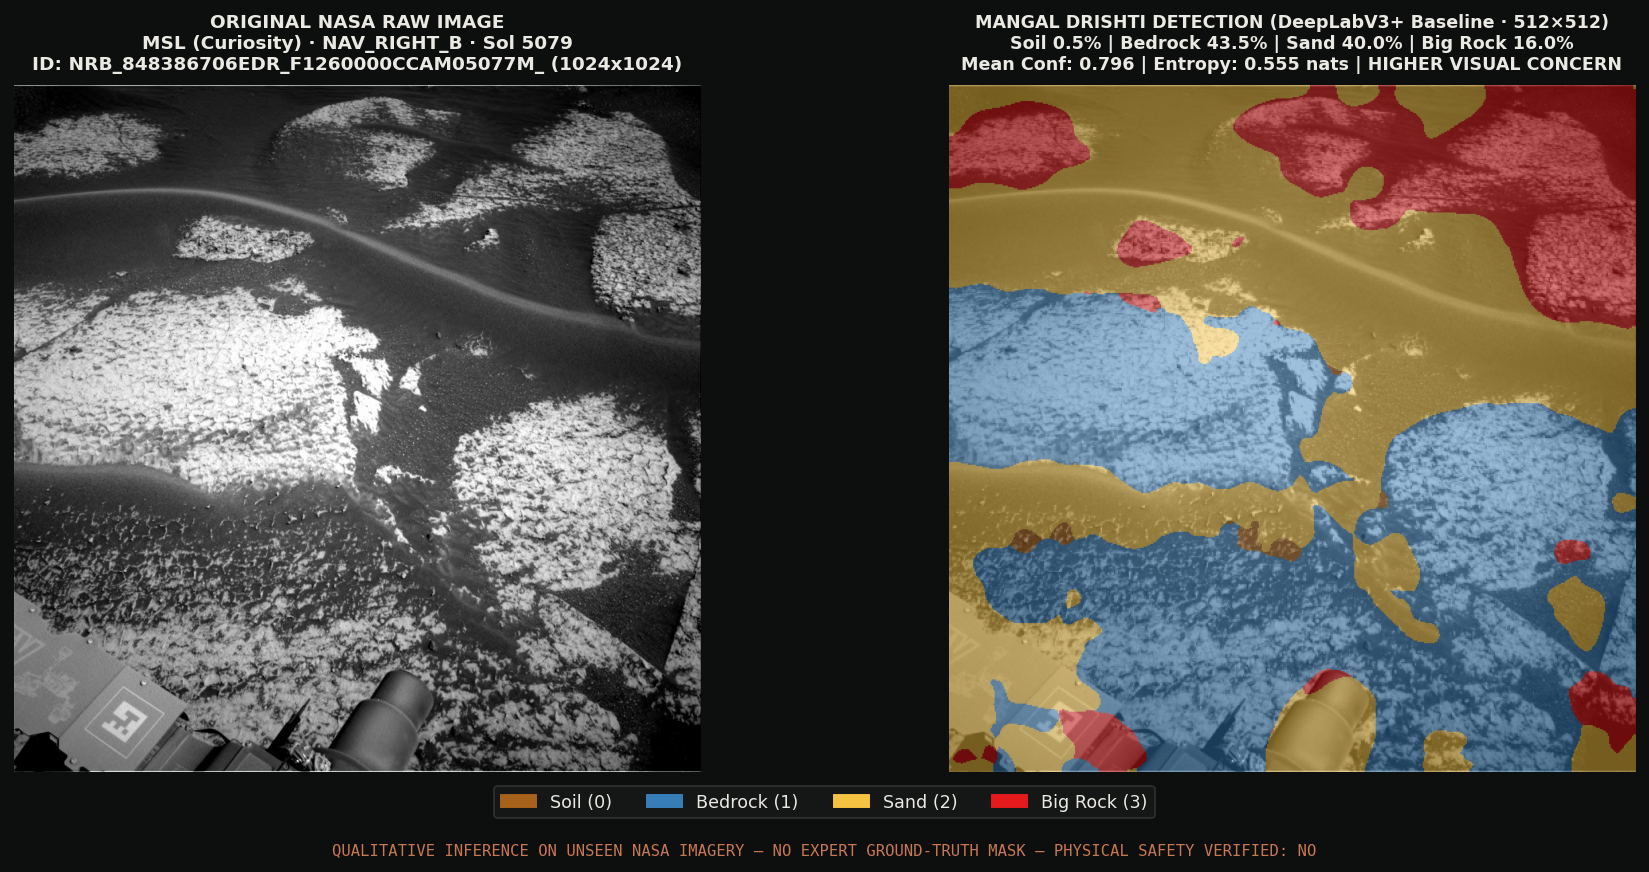 ORIGINAL NASA RAW IMAGE
MSL (Curiosity) · NAV_RIGHT_B · Sol 5079
ID: NRB_848386706EDR_F1260000CCAM05077M_ (1024x1024)
MANGAL DRISHTI DETECTION (DeepLabV3+ Baseline · 512×512)
Soil 0.5% | Bedrock 43.5% | Sand 40.0% | Big Rock 16.0%
Mean Conf: 0.796 | Entropy: 0.555 nats | HIGHER VISUAL CONCERN
Soil (0)
Bedrock (1)
Sand (2)
Big Rock (3)
QUALITATIVE INFERENCE ON UNSEEN NASA IMAGERY — NO EXPERT GROUND-TRUTH MASK — PHYSICAL SAFETY VERIFIED: NO